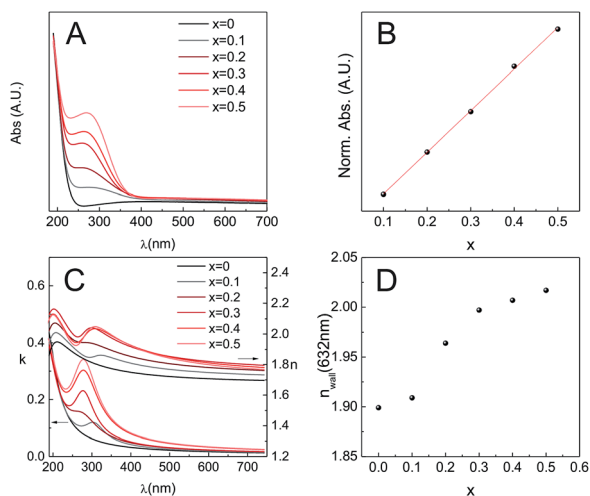 A
x=0
x=0.1
x=0.2
x=0.3
x=0.4
x=0.5
Abs (A.U.)
200 300 400 500 600 700
λ(nm)
B
Norm. Abs. (A.U.)
0.1 0.2 0.3 0.4 0.5
x
C
x=0
x=0.1
x=0.2
x=0.3
x=0.4
x=0.5
0.6
0.4
k
0.2
0.0
2.4
2.2
2.0
1.8 n
1.6
1.4
1.2
200 300 400 500 600 700
λ(nm)
D
2.05
2.00
1.95
1.90
1.85
nwall(632nm)
0.0 0.1 0.2 0.3 0.4 0.5 0.6
x